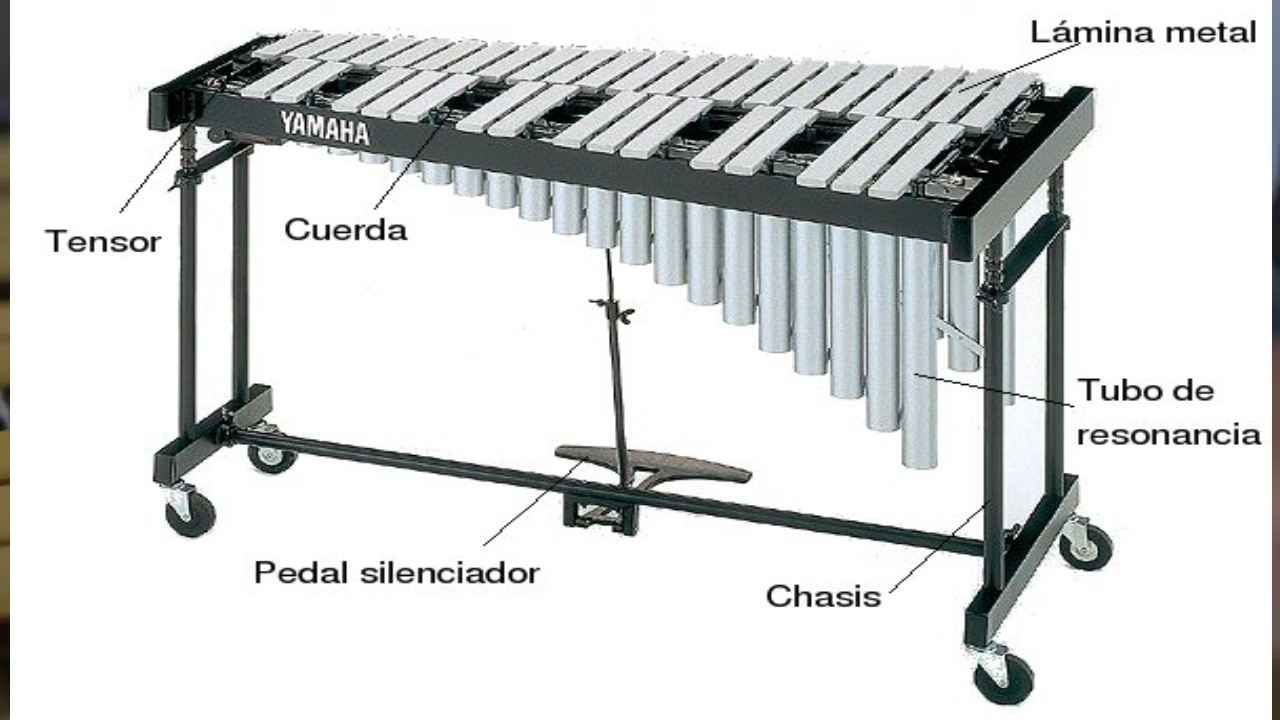 Lámina metal
YAMAHA
Tensor
Cuerda
Tubo de
resonancia
Pedal silenciador
Chasis